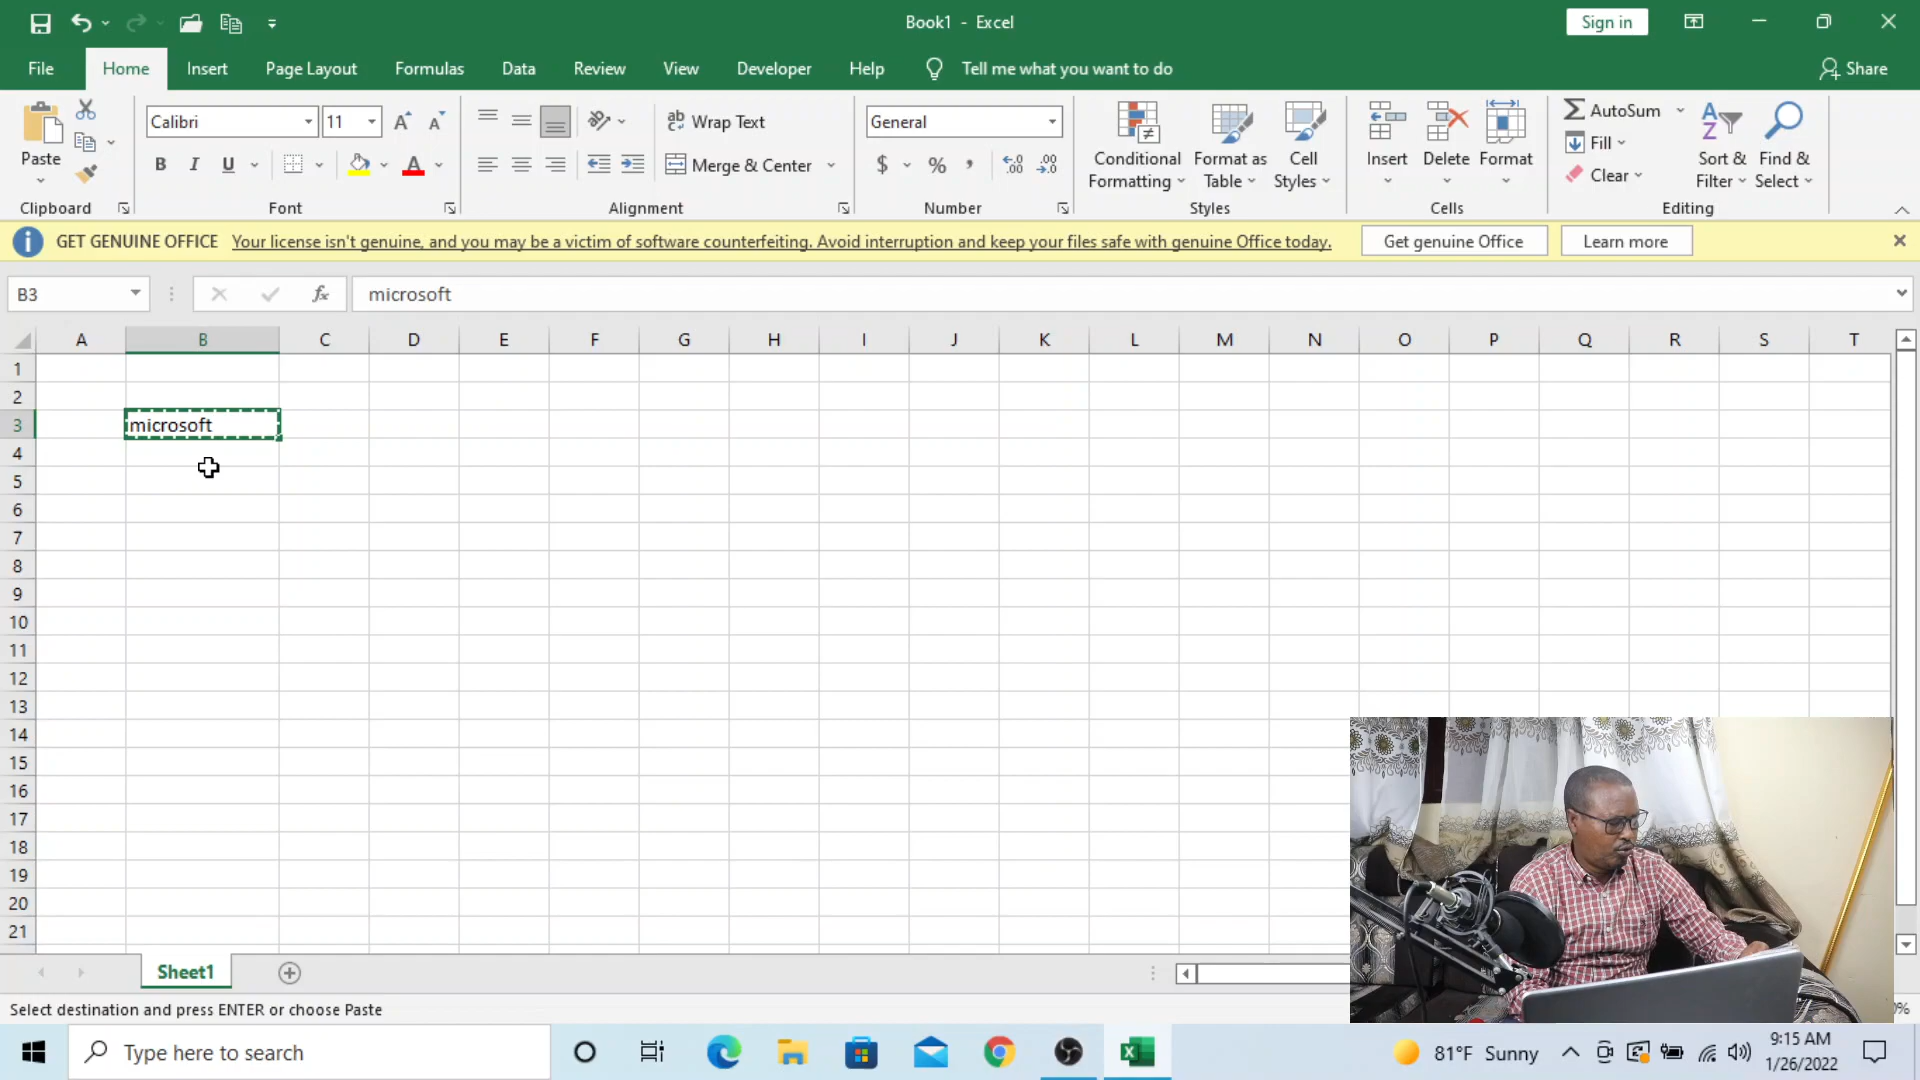 Book1 - Excel
Sign in
File Home Insert Page Layout Formulas Data Review View Developer Help Tell me what you want to do Share
Paste
Clipboard
Calibri 11
B I U
A
Font
Wrap Text
Merge & Center
Alignment
General
$ % ,
Number
Conditional Formatting
Format as Table
Cell Styles
Styles
Insert Delete Format
Cells
AutoSum
Fill
Clear
Sort & Filter
Find & Select
Editing
GET GENUINE OFFICE Your license isn't genuine, and you may be a victim of software counterfeiting. Avoid interruption and keep your files safe with genuine Office today. Get genuine Office Learn more
B3 fx microsoft
A B C D E F G H I J K L M N O P Q R S T
1
2
3 microsoft
4
5
6
7
8
9
10
11
12
13
14
15
16
17
18
19
20
21
Sheet1
Select destination and press ENTER or choose Paste
Type here to search
81°F Sunny
9:15 AM
1/26/2022